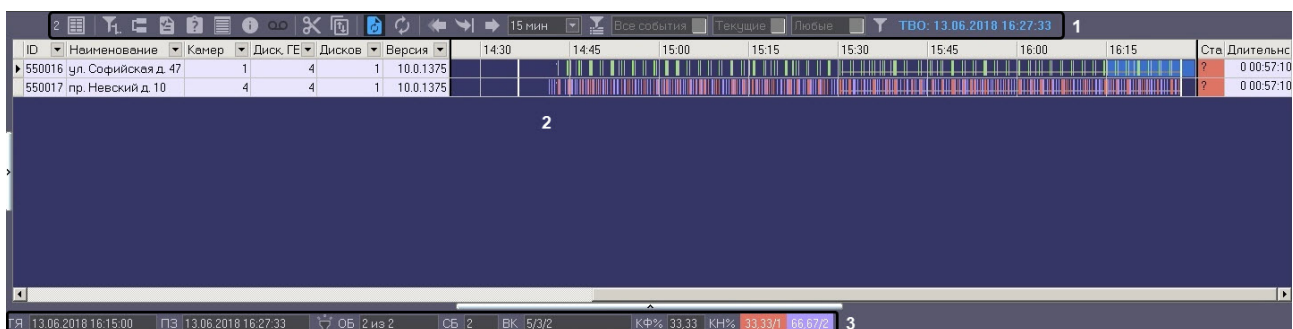 2 15 мин Все события Текущие Любые ТВО: 13.06.2018 16:27:33 1
ID Наименование Камер Диск, ГБ Дисков Версия 14:30 14:45 15:00 15:15 15:30 15:45 16:00 16:15 Ста Длительнс
550016 ул. Софийская д. 47 1 4 1 10.0.1375 ? 0 00:57:10
550017 пр. Невский д. 10 4 4 1 10.0.1375 ? 0 00:57:10
2
ГЯ 13.06.2018 16:15:00 ПЗ 13.06.2018 16:27:33 ОБ 2 из 2 СБ 2 ВК 5/3/2 КФ% 33,33 КН% 33,33/1 66,67/2 3